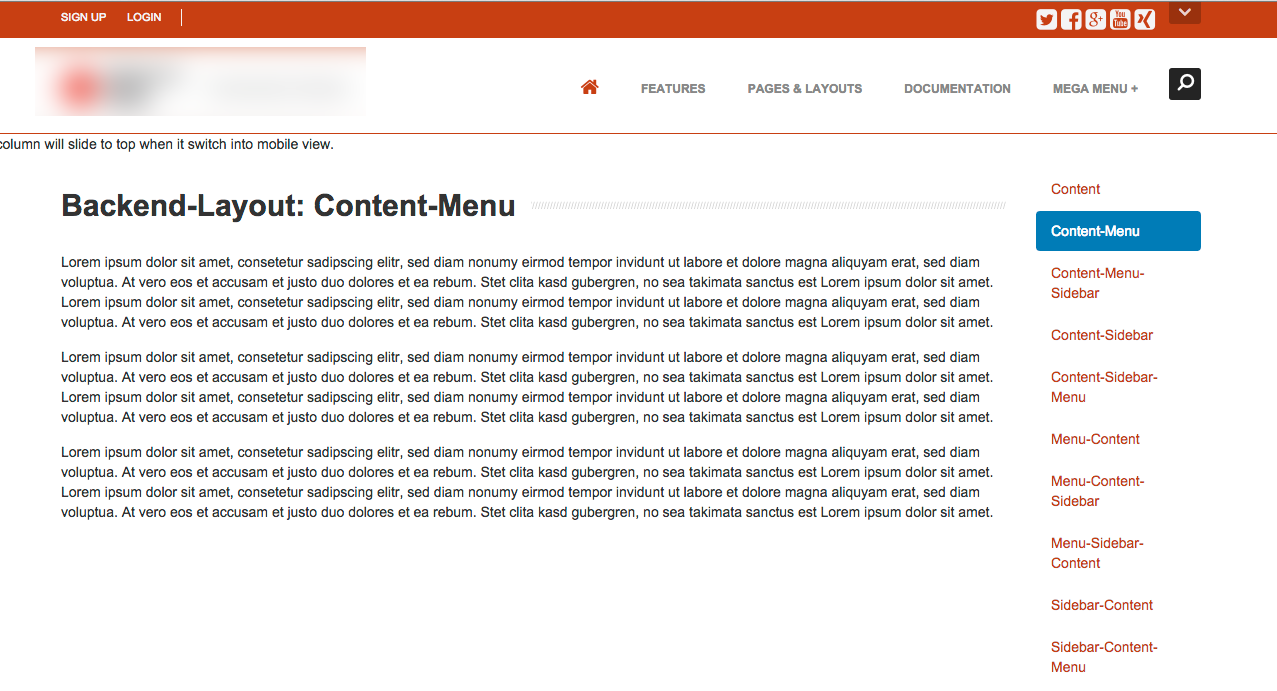 SIGN UP LOGIN
FEATURES PAGES & LAYOUTS DOCUMENTATION MEGA MENU +
column will slide to top when it switch into mobile view.
Backend-Layout: Content-Menu
Lorem ipsum dolor sit amet, consetetur sadipscing elitr, sed diam nonumy eirmod tempor invidunt ut labore et dolore magna aliquyam erat, sed diam
voluptua. At vero eos et accusam et justo duo dolores et ea rebum. Stet clita kasd gubergren, no sea takimata sanctus est Lorem ipsum dolor sit amet.
Lorem ipsum dolor sit amet, consetetur sadipscing elitr, sed diam nonumy eirmod tempor invidunt ut labore et dolore magna aliquyam erat, sed diam
voluptua. At vero eos et accusam et justo duo dolores et ea rebum. Stet clita kasd gubergren, no sea takimata sanctus est Lorem ipsum dolor sit amet.
Lorem ipsum dolor sit amet, consetetur sadipscing elitr, sed diam nonumy eirmod tempor invidunt ut labore et dolore magna aliquyam erat, sed diam
voluptua. At vero eos et accusam et justo duo dolores et ea rebum. Stet clita kasd gubergren, no sea takimata sanctus est Lorem ipsum dolor sit amet.
Lorem ipsum dolor sit amet, consetetur sadipscing elitr, sed diam nonumy eirmod tempor invidunt ut labore et dolore magna aliquyam erat, sed diam
voluptua. At vero eos et accusam et justo duo dolores et ea rebum. Stet clita kasd gubergren, no sea takimata sanctus est Lorem ipsum dolor sit amet.
Lorem ipsum dolor sit amet, consetetur sadipscing elitr, sed diam nonumy eirmod tempor invidunt ut labore et dolore magna aliquyam erat, sed diam
voluptua. At vero eos et accusam et justo duo dolores et ea rebum. Stet clita kasd gubergren, no sea takimata sanctus est Lorem ipsum dolor sit amet.
Lorem ipsum dolor sit amet, consetetur sadipscing elitr, sed diam nonumy eirmod tempor invidunt ut labore et dolore magna aliquyam erat, sed diam
voluptua. At vero eos et accusam et justo duo dolores et ea rebum. Stet clita kasd gubergren, no sea takimata sanctus est Lorem ipsum dolor sit amet.
Content
Content-Menu
Content-Menu-
Sidebar
Content-Sidebar
Content-Sidebar-
Menu
Menu-Content
Menu-Content-
Sidebar
Menu-Sidebar-
Content
Sidebar-Content
Sidebar-Content-
Menu